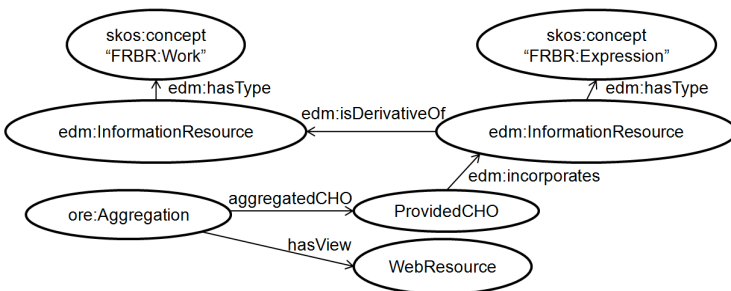 skos:concept
“FRBR:Work”
skos:concept
“FRBR:Expression”
edm:hasType
edm:hasType
edm:InformationResource
edm:isDerivativeOf
edm:InformationResource
edm:incorporates
ore:Aggregation
aggregatedCHO
ProvidedCHO
hasView
WebResource